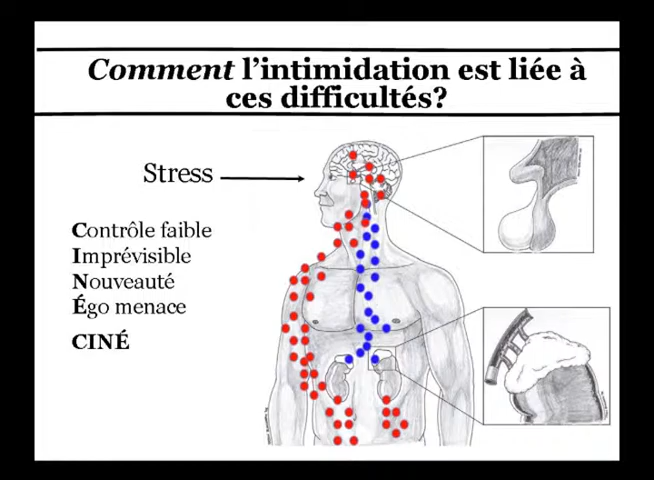 Comment l'intimidation est liée à
ces difficultés?
Stress
Contrôle faible
Imprévisible
Nouveauté
Égo menace
CINÉ